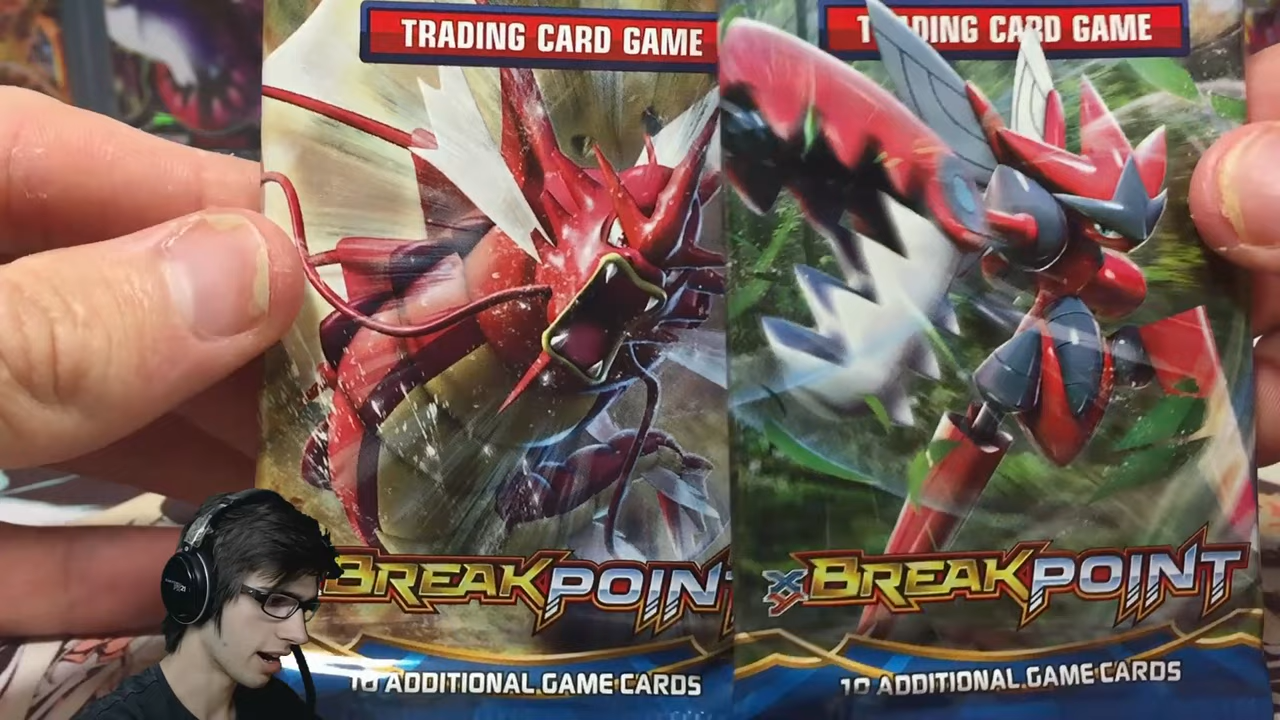 TRADING CARD GAME
BREAKPOINT
10 ADDITIONAL GAME CARDS
TRADING CARD GAME
XY BREAKPOINT
10 ADDITIONAL GAME CARDS